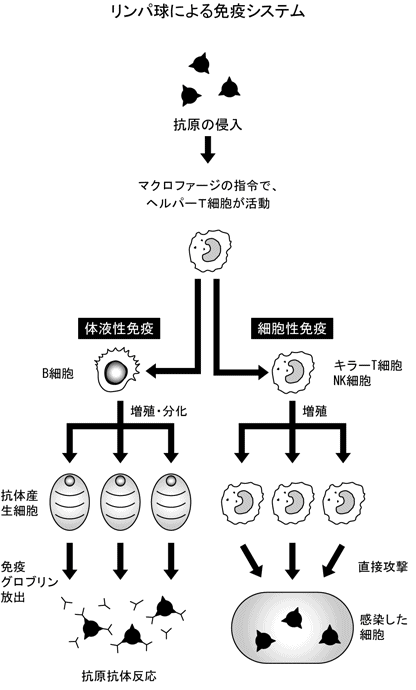 リンパ球による免疫システム
抗原の侵入
マクロファージの指令で、
ヘルパーT細胞が活動
体液性免疫
細胞性免疫
B細胞
キラーT細胞
NK細胞
増殖・分化
増殖
抗体産
生細胞
免疫
グロブリン
放出
直接攻撃
感染した
細胞
抗原抗体反応